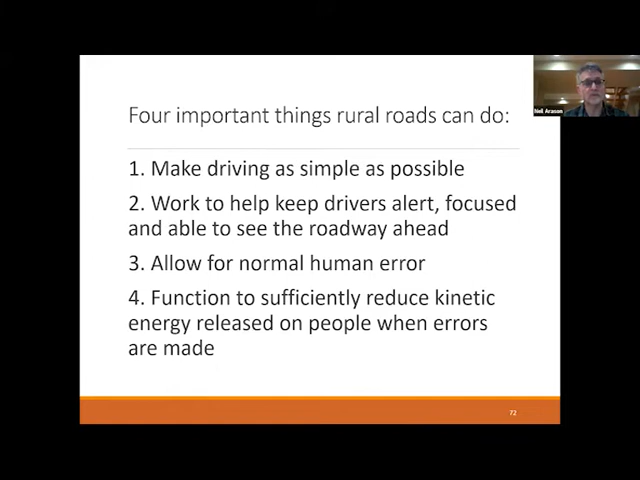 Four important things rural roads can do:
1. Make driving as simple as possible
2. Work to help keep drivers alert, focused
and able to see the roadway ahead
3. Allow for normal human error
4. Function to sufficiently reduce kinetic
energy released on people when errors
are made
72
Neil Arason